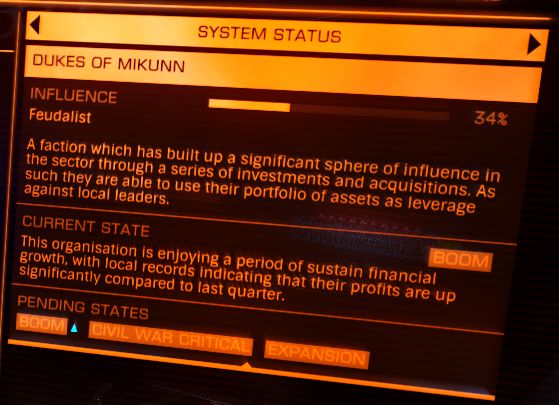 SYSTEM STATUS
DUKES OF MIKUNN
INFLUENCE
34%
Feudalist
A faction which has built up a significant sphere of influence in
the sector through a series of investments and acquisitions. As
such they are able to use their portfolio of assets as leverage
against local leaders.
CURRENT STATE
BOOM
This organisation is enjoying a period of sustain financial
growth, with local records indicating that their profits are up
significantly compared to last quarter.
PENDING STATES
BOOM CIVIL WAR CRITICAL EXPANSION